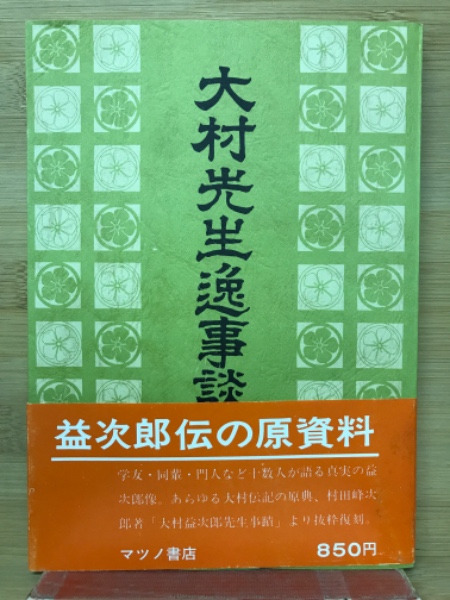 大村先生逸事談
益次郎伝の原資料
学友・同輩・門人など十数人が語る真実の益
次郎像。あらゆる大村伝記の原典、村田峰次
郎著「大村益次郎先生事蹟」より抜粋復刻。
マツノ書店
850円